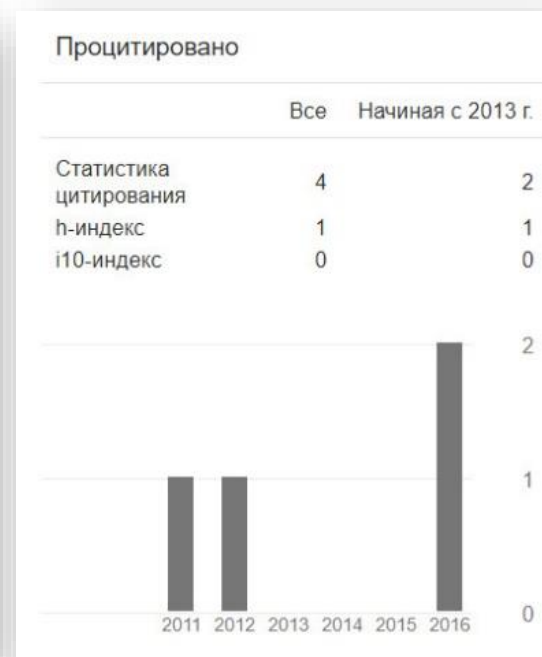 Процитировано
Все Начиная с 2013 г.
Статистика
цитирования 4 2
h-индекс 1 1
i10-индекс 0 0
2
1
0
2011 2012 2013 2014 2015 2016